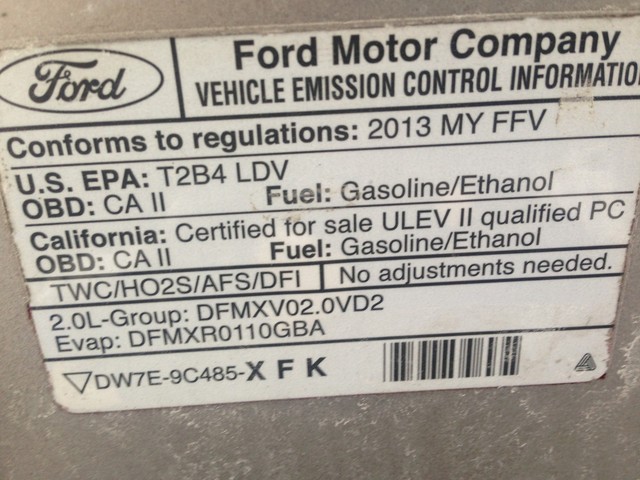 Ford
Ford Motor Company
VEHICLE EMISSION CONTROL INFORMATIO
Conforms to regulations: 2013 MY FFV
U.S. EPA: T2B4 LDV
OBD: CA II Fuel: Gasoline/Ethanol
California: Certified for sale ULEV II qualified PC
OBD: CA II Fuel: Gasoline/Ethanol
TWC/HO2S/AFS/DFI No adjustments needed.
2.0L-Group: DFMXV02.0VD2
Evap: DFMXR0110GBA
DW7E-9C485-X F K